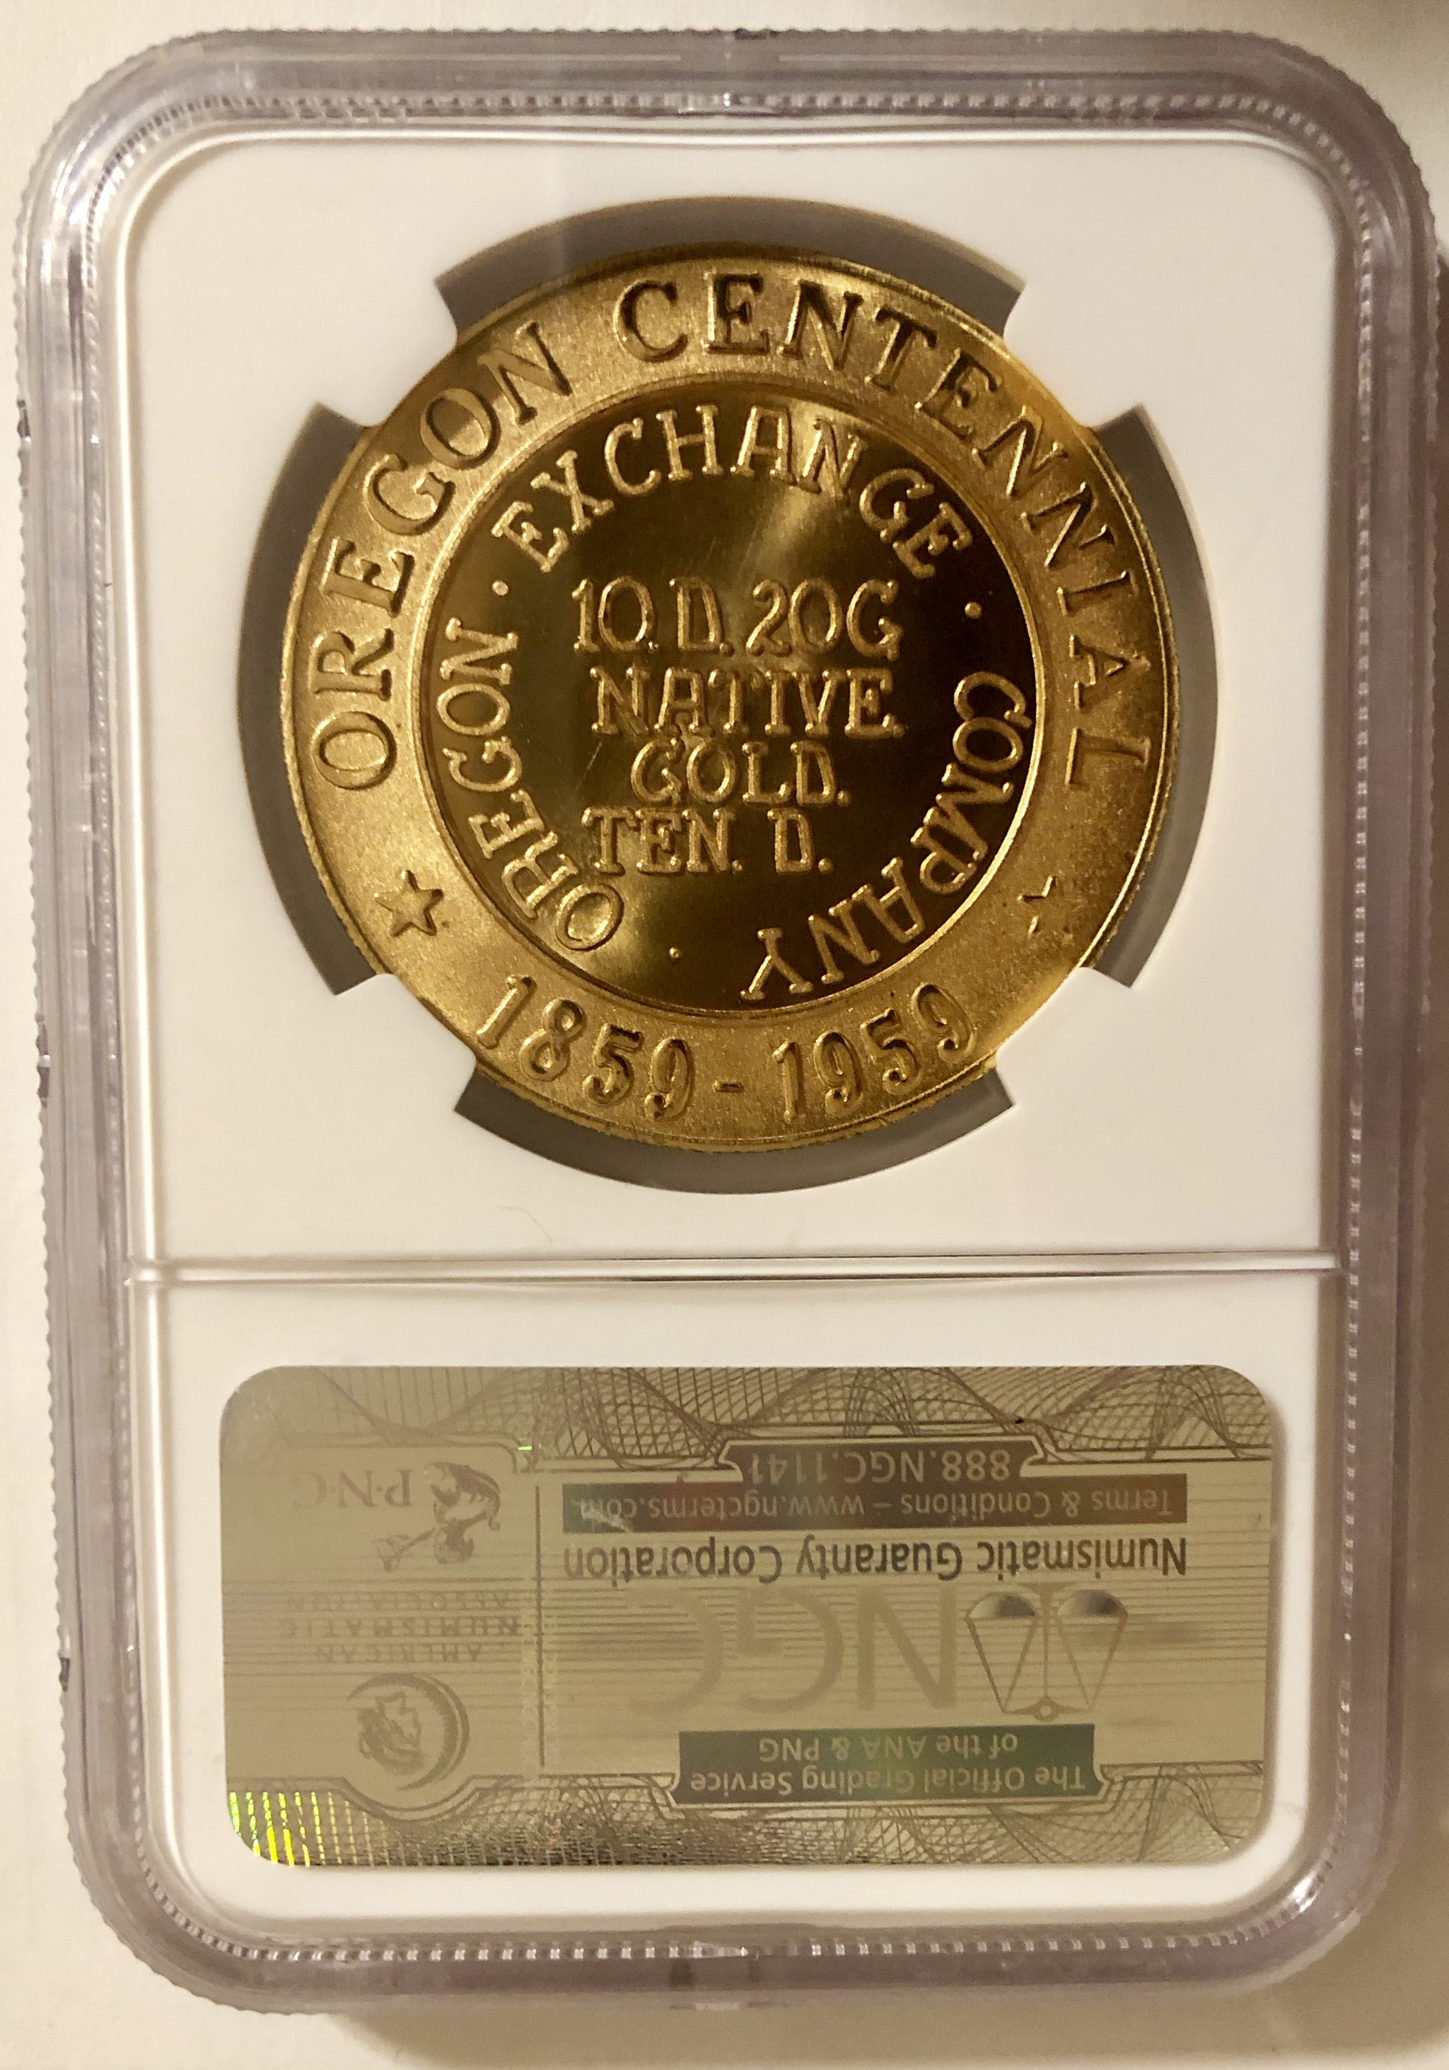 OREGON CENTENNIAL
1859-1959
OREGON · EXCHANGE · COMPANY ·
10. D. 20G
NATIVE.
GOLD.
TEN. D.
The Official Grading Service
of the ANA & PNG
NGC
Numismatic Guaranty Corporation
Terms & Conditions – www.ngcterms.com.
888.NGC.1141
AMERICAN
NUMISMATIC
ASSOCIATION
P·N·G